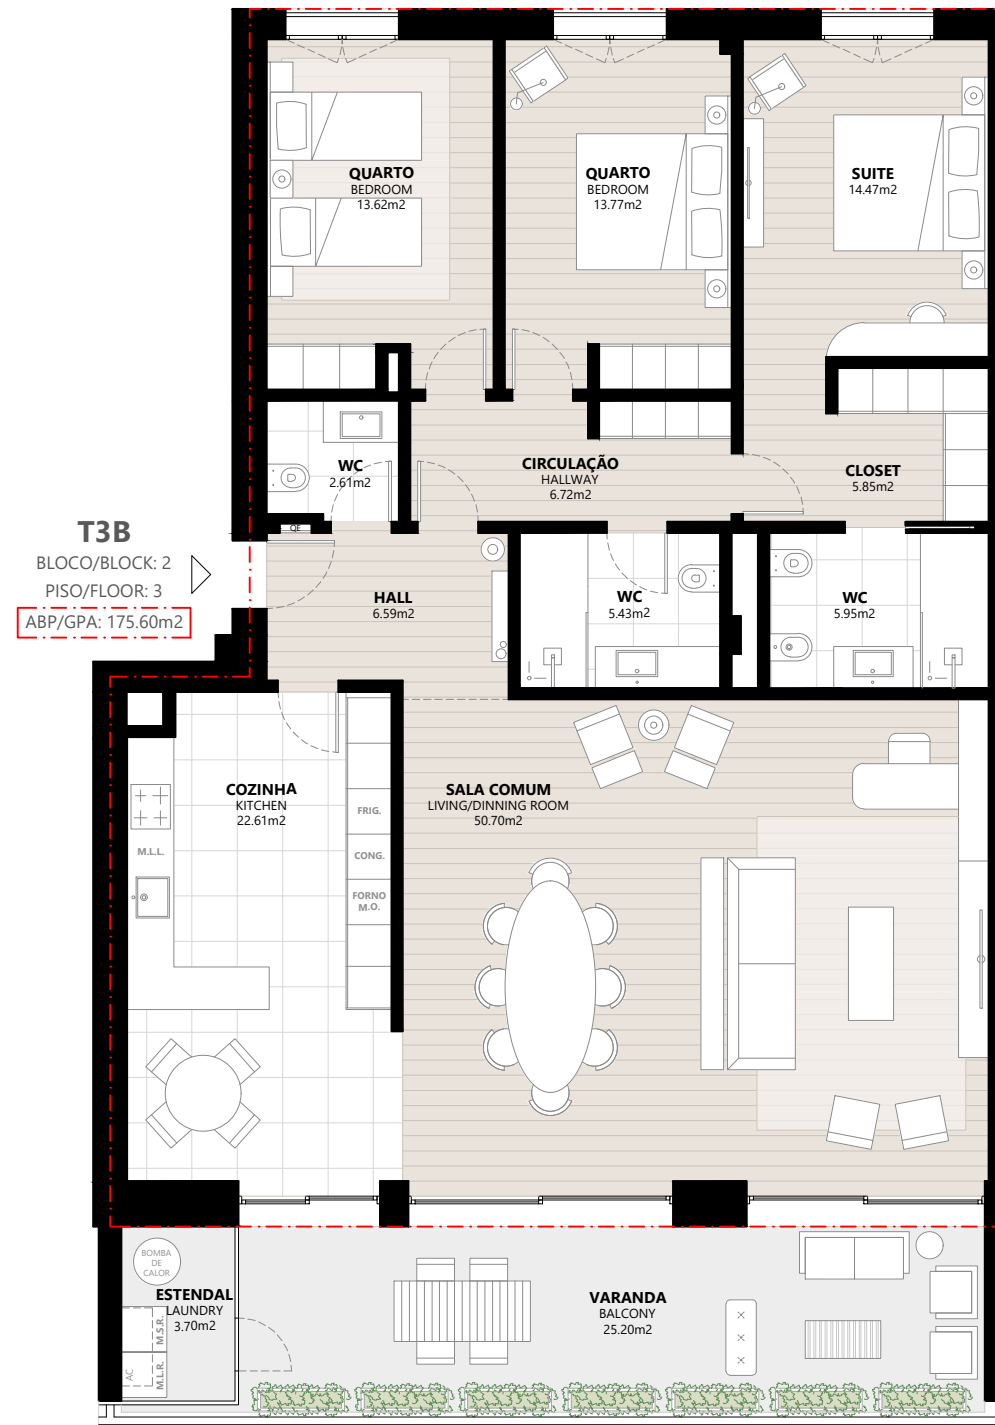 QUARTO
BEDROOM
13.62m2
QUARTO
BEDROOM
13.77m2
SUITE
14.47m2
WC
2.61m2
CIRCULAÇÃO
HALLWAY
6.72m2
CLOSET
5.85m2
QE
T3B
BLOCO/BLOCK: 2
PISO/FLOOR: 3
ABP/GPA: 175.60m2
HALL
6.59m2
WC
5.43m2
WC
5.95m2
COZINHA
KITCHEN
22.61m2
SALA COMUM
LIVING/DINNING ROOM
50.70m2
FRIG.
M.L.L.
CONG.
FORNO
M.O.
BOMBA
DE
CALOR
ESTENDAL
LAUNDRY
3.70m2
M.S.R.
AC
M.L.R.
VARANDA
BALCONY
25.20m2